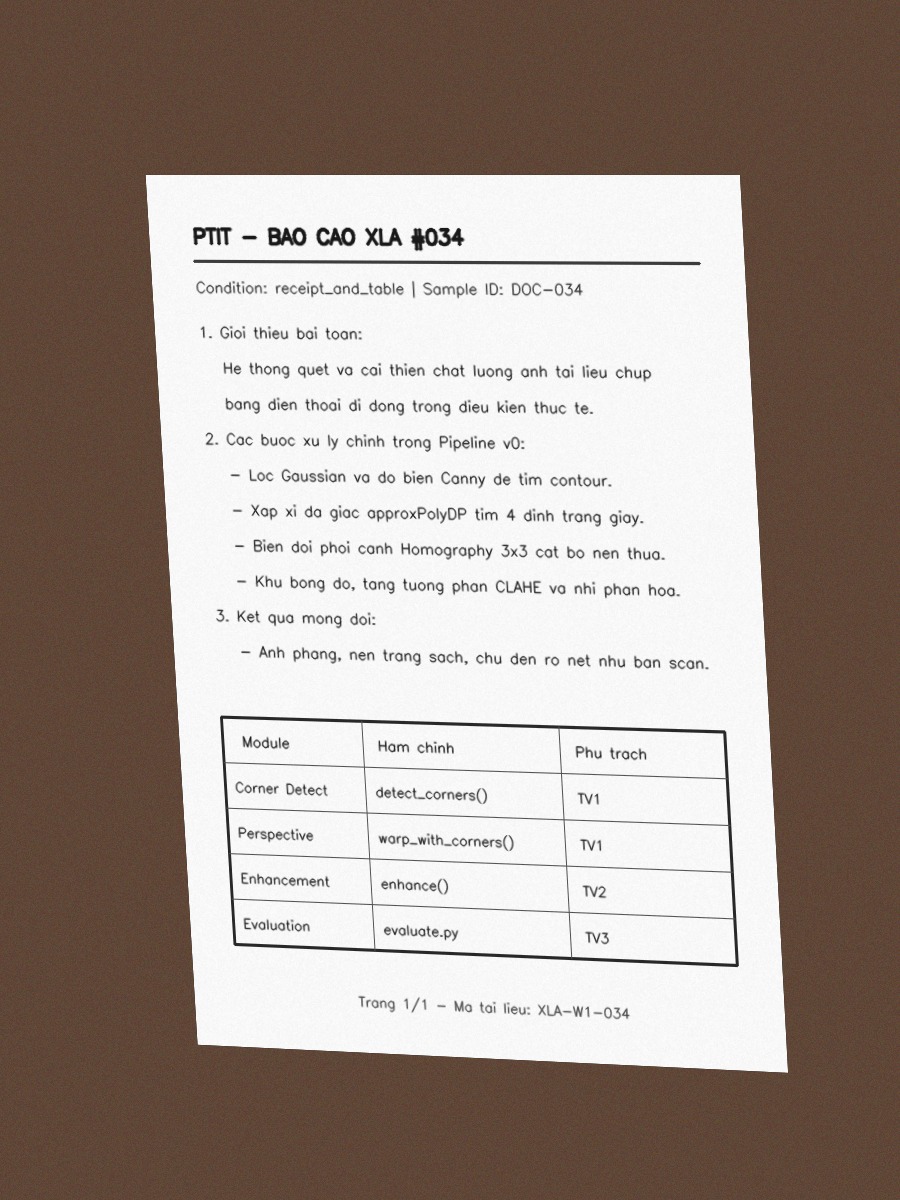 PTIT - BAO CAO XLA #034
Condition: receipt_and_table | Sample ID: DOC-034
1. Gioi thieu bai toan:
He thong quet va cai thien chat luong anh tai lieu chup
bang dien thoai di dong trong dieu kien thuc te.
2. Cac buoc xu ly chinh trong Pipeline v0:
- Loc Gaussian va do bien Canny de tim contour.
- Xap xi da giac approxPolyDP tim 4 dinh trang giay.
- Bien doi phoi canh Homography 3x3 cat bo nen thua.
- Khu bong do, tang tuong phan CLAHE va nhi phan hoa.
3. Ket qua mong doi:
- Anh phang, nen trang sach, chu den ro net nhu ban scan.
Module Ham chinh Phu trach
Corner Detect detect_corners() TV1
Perspective warp_with_corners() TV1
Enhancement enhance() TV2
Evaluation evaluate.py TV3
Trang 1/1 - Ma tai lieu: XLA-W1-034